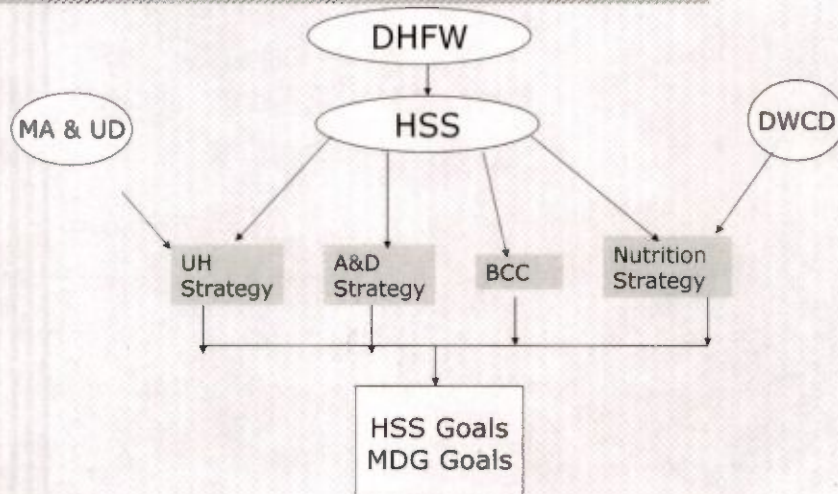 DHFW
MA & UD
HSS
DWCD
UH
Strategy
A&D
Strategy
BCC
Nutrition
Strategy
HSS Goals
MDG Goals